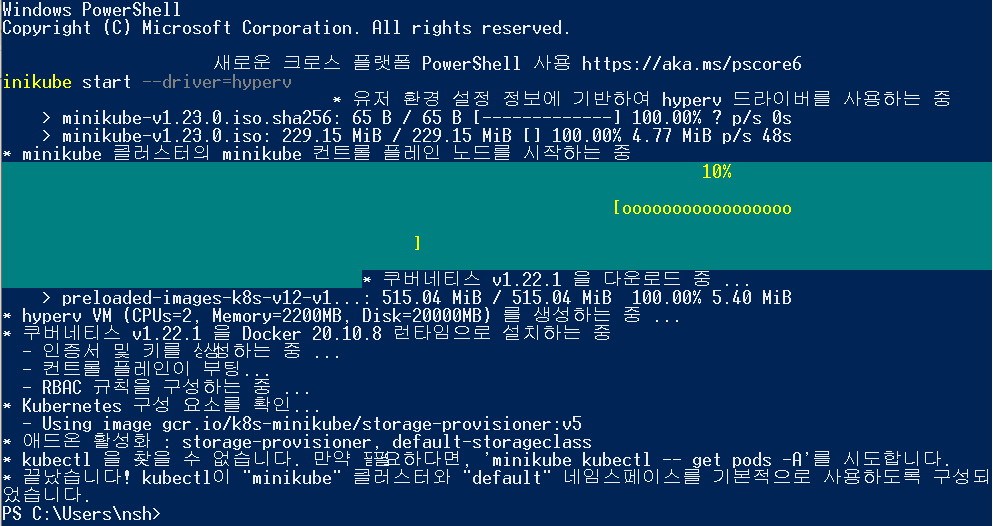 Windows PowerShell
Copyright (C) Microsoft Corporation. All rights reserved.
새로운 크로스 플랫폼 PowerShell 사용 https://aka.ms/pscore6
inikube start --driver=hyperv
* 유저 환경 설정 정보에 기반하여 hyperv 드라이버를 사용하는 중
> minikube-v1.23.0.iso.sha256: 65 B / 65 B [-------------] 100.00% ? p/s 0s
> minikube-v1.23.0.iso: 229.15 MiB / 229.15 MiB [] 100.00% 4.77 MiB p/s 48s
* minikube 클러스터의 minikube 컨트롤 플레인 노드를 시작하는 중
10%
[ooooooooooooooooo
]
* 쿠버네티스 v1.22.1 을 다운로드 중 ...
> preloaded-images-k8s-v12-v1...: 515.04 MiB / 515.04 MiB  100.00% 5.40 MiB
* hyperv VM (CPUs=2, Memory=2200MB, Disk=20000MB) 를 생성하는 중 ...
* 쿠버네티스 v1.22.1 을 Docker 20.10.8 런타임으로 설치하는 중
- 인증서 및 키를 생성하는 중 ...
- 컨트롤 플레인이 부팅...
- RBAC 규칙을 구성하는 중 ...
* Kubernetes 구성 요소를 확인...
- Using image gcr.io/k8s-minikube/storage-provisioner:v5
* 애드온 활성화 : storage-provisioner, default-storageclass
* kubectl 을 찾을 수 없습니다. 만약 필요하다면, 'minikube kubectl -- get pods -A'를 시도합니다.
* 끝났습니다! kubectl이 "minikube" 클러스터와 "default" 네임스페이스를 기본적으로 사용하도록 구성되
었습니다.
PS C:\Users\nsh>